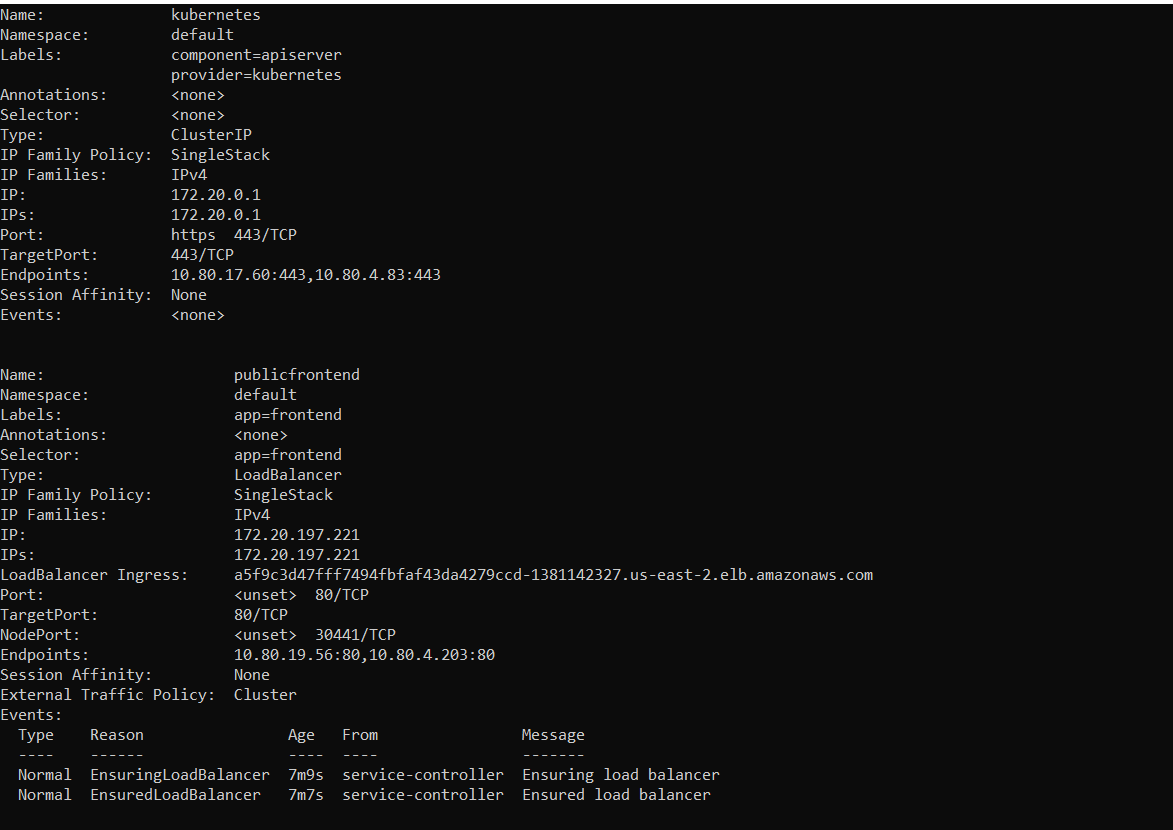 Name:              kubernetes
Namespace:         default
Labels:            component=apiserver
                   provider=kubernetes
Annotations:       <none>
Selector:          <none>
Type:              ClusterIP
IP Family Policy:  SingleStack
IP Families:       IPv4
IP:                172.20.0.1
IPs:               172.20.0.1
Port:              https  443/TCP
TargetPort:        443/TCP
Endpoints:         10.80.17.60:443,10.80.4.83:443
Session Affinity:  None
Events:            <none>
Name:                     publicfrontend
Namespace:                default
Labels:                   app=frontend
Annotations:              <none>
Selector:                 app=frontend
Type:                     LoadBalancer
IP Family Policy:         SingleStack
IP Families:              IPv4
IP:                       172.20.197.221
IPs:                      172.20.197.221
LoadBalancer Ingress:     a5f9c3d47fff7494fbfaf43da4279ccd-1381142327.us-east-2.elb.amazonaws.com
Port:                     <unset>  80/TCP
TargetPort:               80/TCP
NodePort:                 <unset>  30441/TCP
Endpoints:                10.80.19.56:80,10.80.4.203:80
Session Affinity:         None
External Traffic Policy:  Cluster
Events:
  Type    Reason                Age   From                Message
  ----    ------                ----  ----                -------
  Normal  EnsuringLoadBalancer  7m9s  service-controller  Ensuring load balancer
  Normal  EnsuredLoadBalancer   7m7s  service-controller  Ensured load balancer